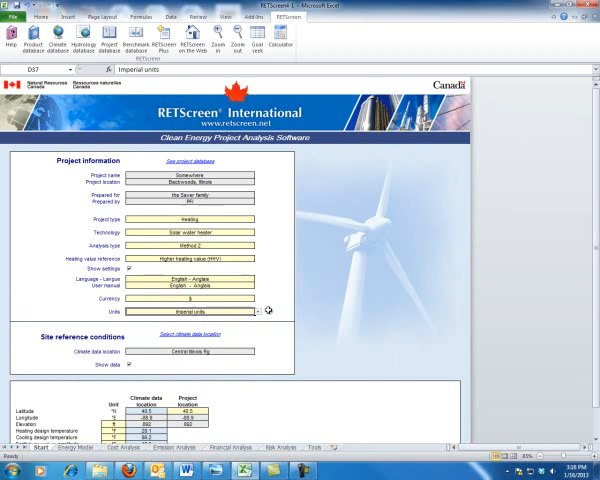 RETScreen4-1 - Microsoft Excel
File Home Insert Page Layout Formulas Data Review View Add-Ins RETScreen
Help Product database Climate database Hydrology database Project database Benchmark database RETScreen Plus RETScreen on the Web Zoom in Zoom out Goal seek Calculator
RETScreen
D37 fx Imperial units
Natural Resources Canada Ressources naturelles Canada Canada
RETScreen® International
www.retscreen.net
Clean Energy Project Analysis Software
Project information See project database
Project name Somewhere
Project location Backwoods, Illinois
Prepared for the Saver family
Prepared by PFI
Project type Heating
Technology Solar water heater
Analysis type Method 2
Heating value reference Higher heating value (HHV)
Show settings
Language - Langue English - Anglais
User manual English - Anglais
Currency $
Units Imperial units
Site reference conditions Select climate data location
Climate data location Central Illinois Rg
Show data
Unit Climate data location Project location
Latitude °N 40.5 40.5
Longitude °E -88.9 -88.9
Elevation ft 892 892
Heating design temperature °F 20.1
Cooling design temperature °F 86.2
Start Energy Model Cost Analysis Emission Analysis Financial Analysis Risk Analysis Tools
Ready 85%
3:08 PM
1/16/2013